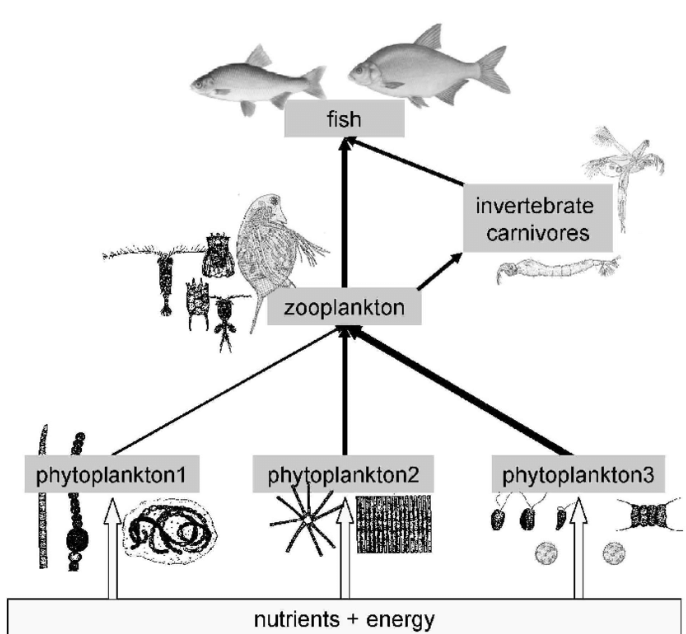 fish
invertebrate
carnivores
zooplankton
phytoplankton1
phytoplankton2
phytoplankton3
nutrients + energy